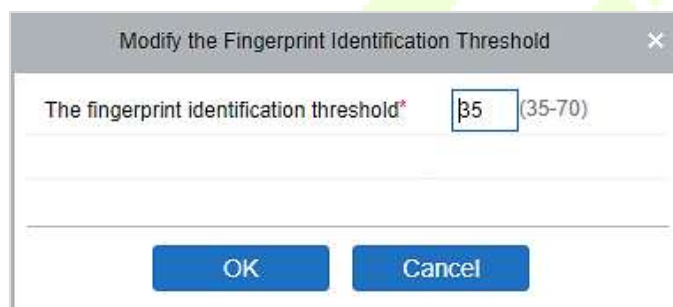 Modify the Fingerprint Identification Threshold ×
The fingerprint identification threshold* 35 (35-70)
OK Cancel